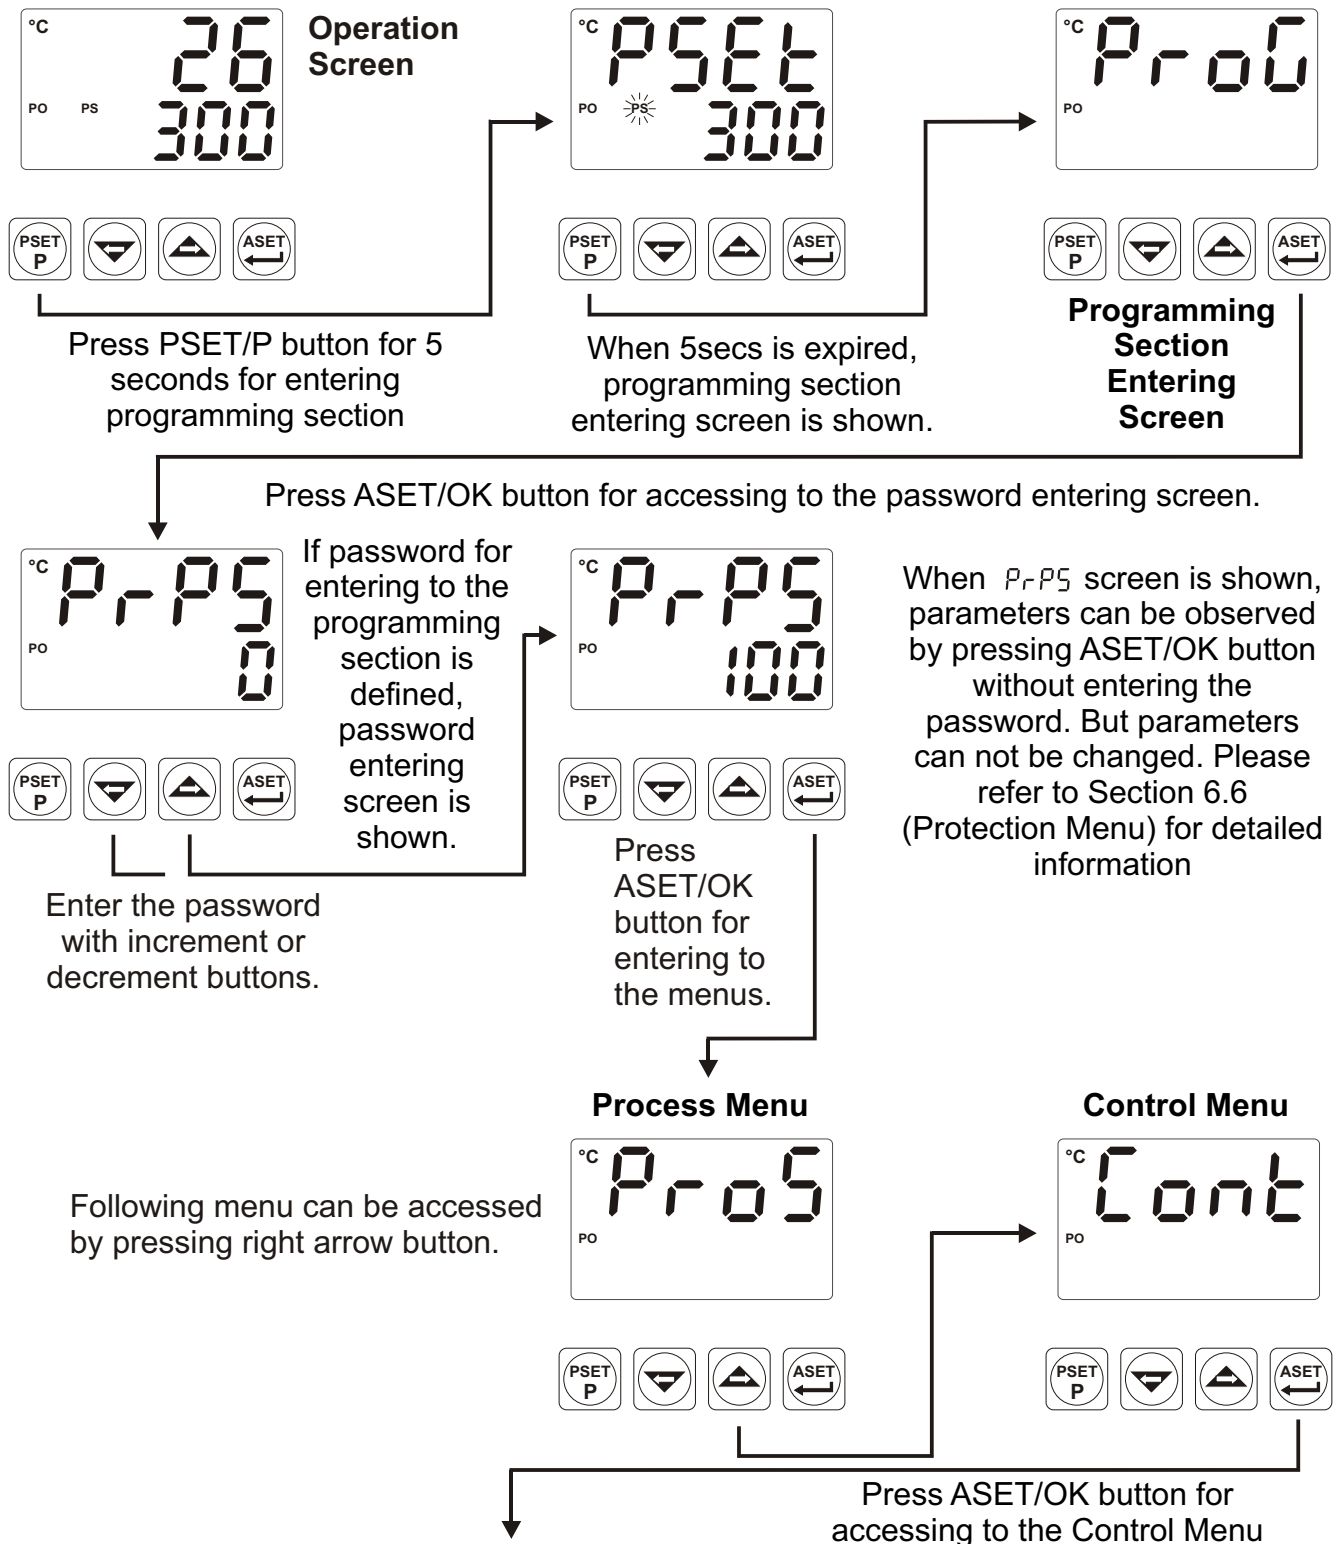 °C
26
PO PS
300
Operation
Screen
°C
PSEt
PO PS
300
°C
ProG
PO
PSET
P
ASET
PSET
P
ASET
PSET
P
ASET
Press PSET/P button for 5
seconds for entering
programming section
When 5secs is expired,
programming section
entering screen is shown.
Programming
Section
Entering
Screen
Press ASET/OK button for accessing to the password entering screen.
°C
PrPS
PO
0
If password for
entering to the
programming
section is
defined,
password
entering
screen is
shown.
°C
PrPS
PO
100
When PrPS screen is shown,
parameters can be observed
by pressing ASET/OK button
without entering the
password. But parameters
can not be changed. Please
refer to Section 6.6
(Protection Menu) for detailed
information
PSET
P
ASET
PSET
P
ASET
Enter the password
with increment or
decrement buttons.
Press
ASET/OK
button for
entering to
the menus.
Process Menu
Control Menu
Following menu can be accessed
by pressing right arrow button.
°C
ProS
PO
°C
Cont
PO
PSET
P
ASET
PSET
P
ASET
Press ASET/OK button for
accessing to the Control Menu